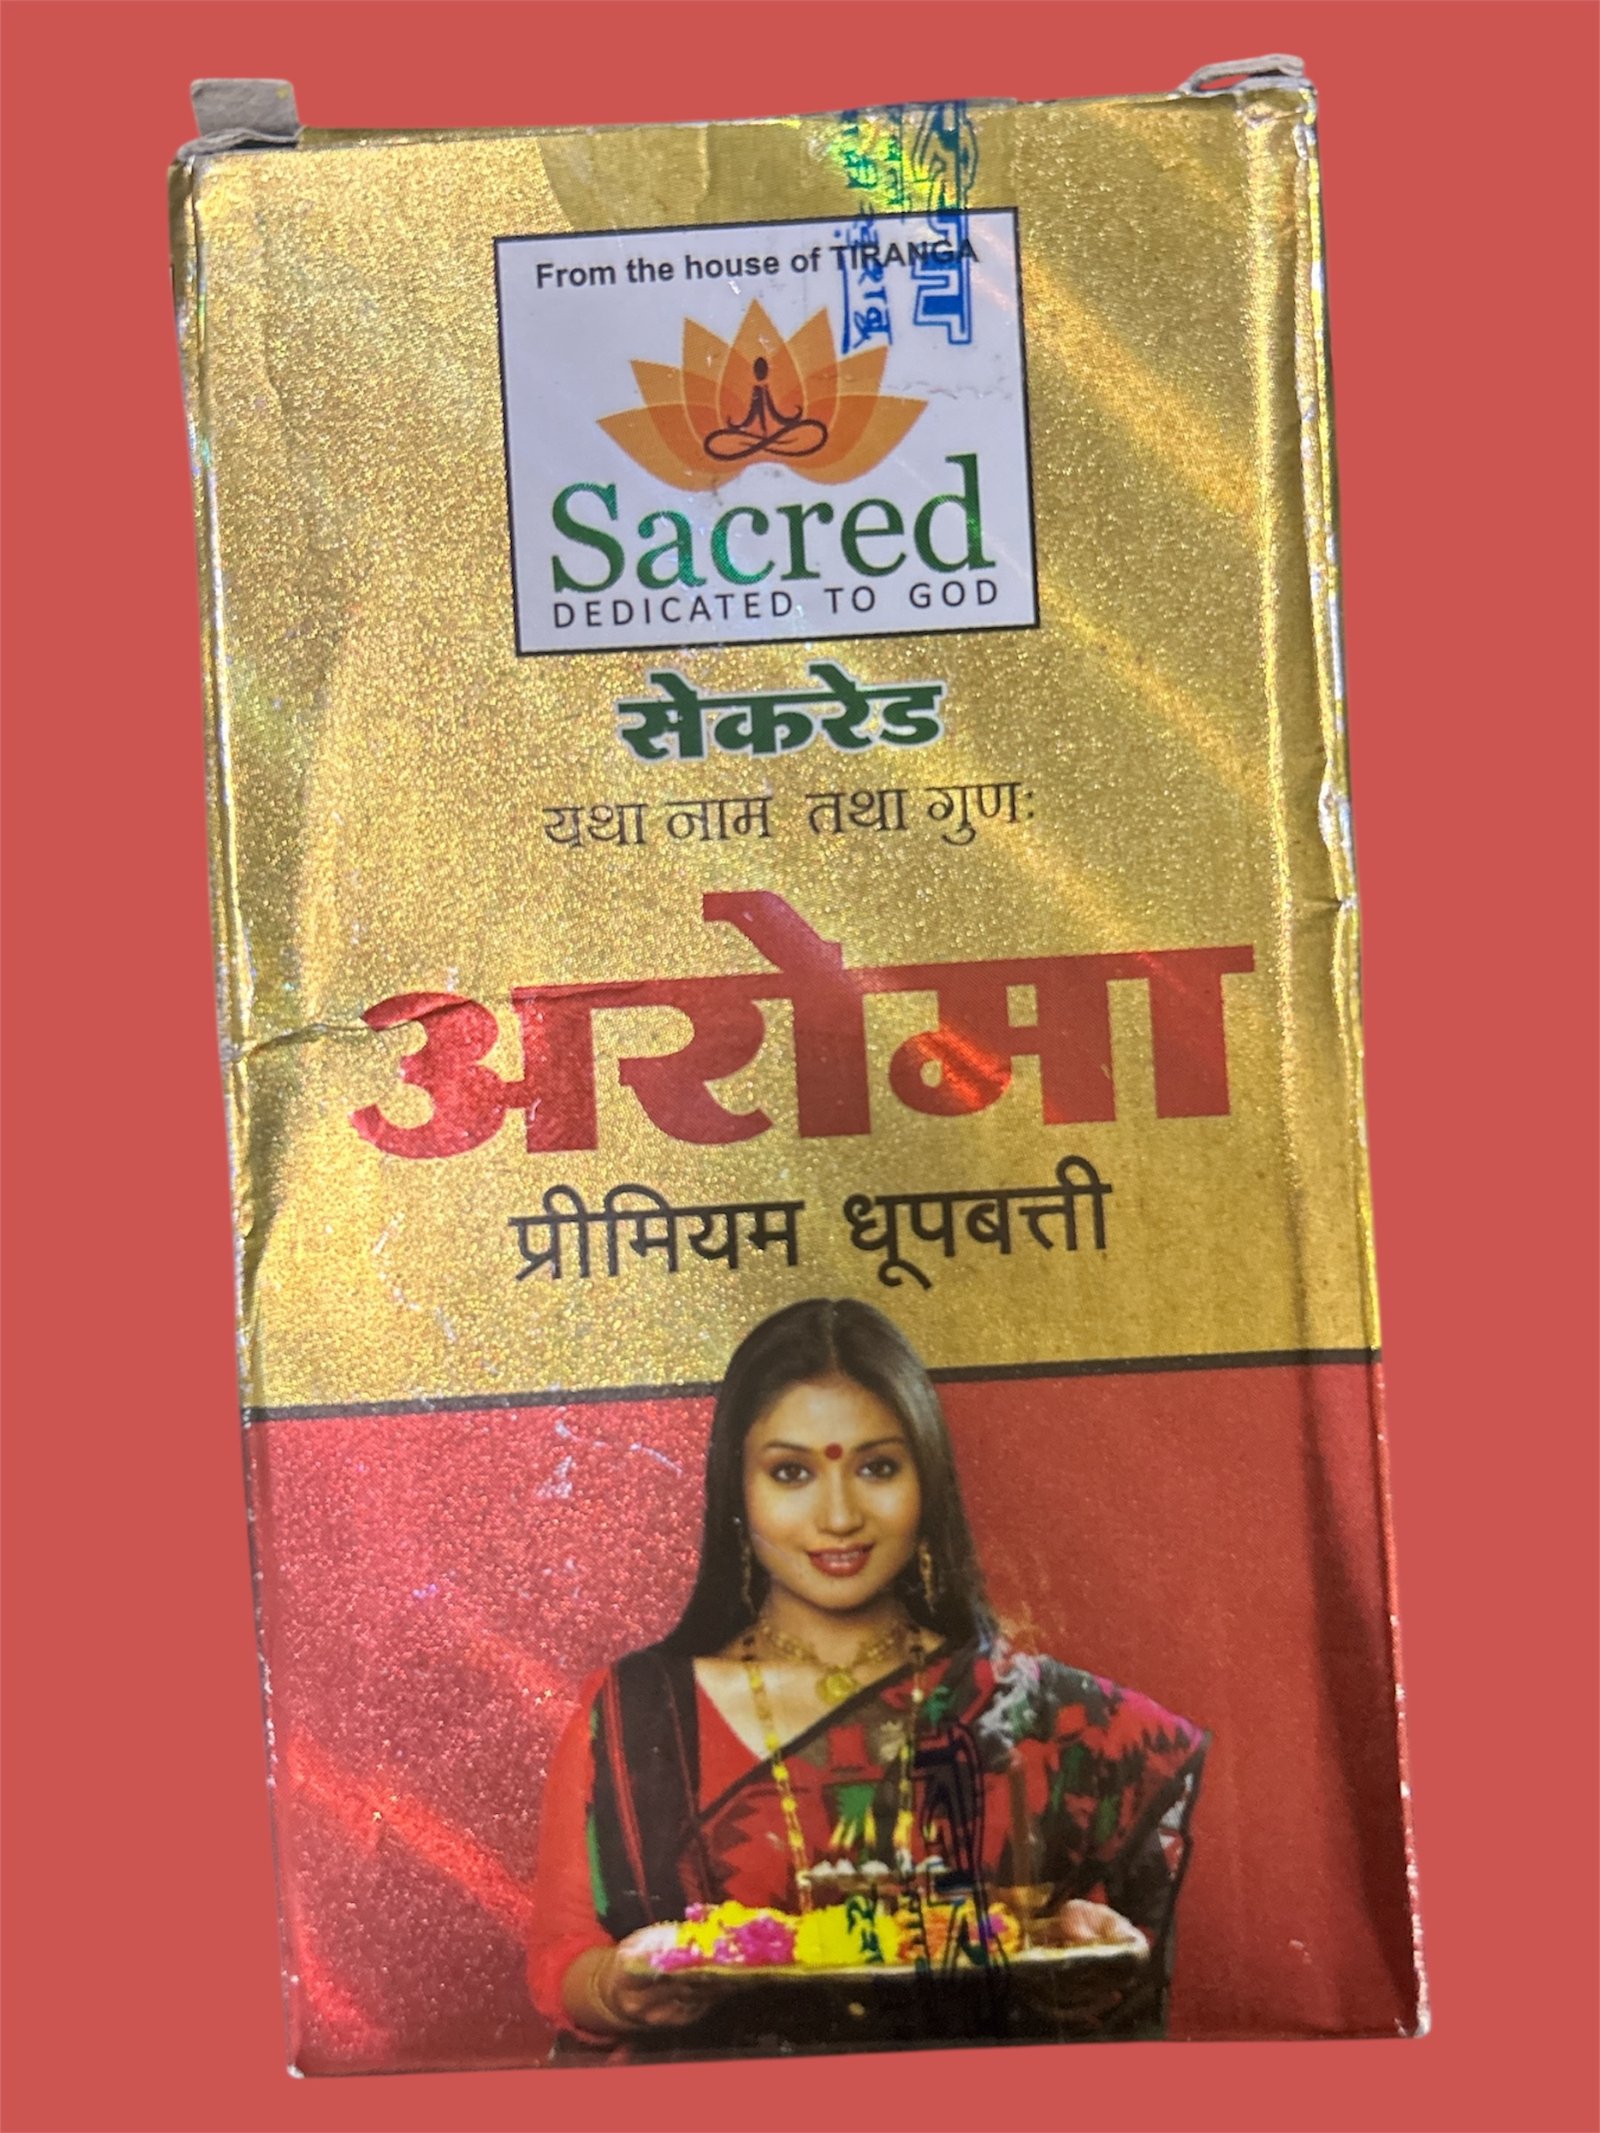 From the house of TIRANGA
Sacred
DEDICATED TO GOD
सेकरेड
यथा नाम तथा गुणः
अरोमा
प्रीमियम धूपबत्ती